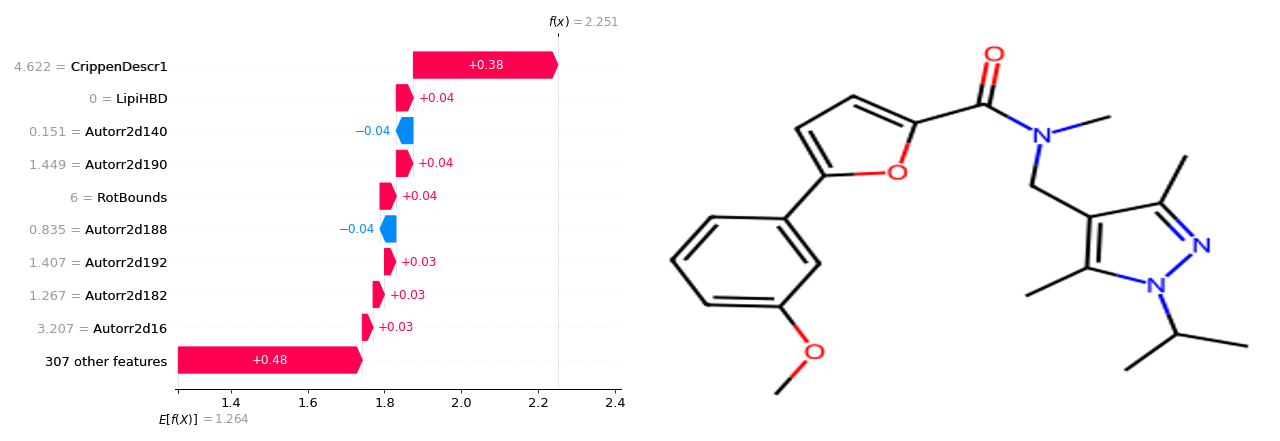 f(x) = 2.251
4.622 = CrippenDescr1
+0.38
0 = LipiHBD
+0.04
0.151 = Autorr2d140
−0.04
1.449 = Autorr2d190
+0.04
6 = RotBounds
+0.04
0.835 = Autorr2d188
−0.04
1.407 = Autorr2d192
+0.03
1.267 = Autorr2d182
+0.03
3.207 = Autorr2d16
+0.03
307 other features
+0.48
1.4 1.6 1.8 2.0 2.2 2.4
E[f(X)] = 1.264
O
N
O
N
N
O